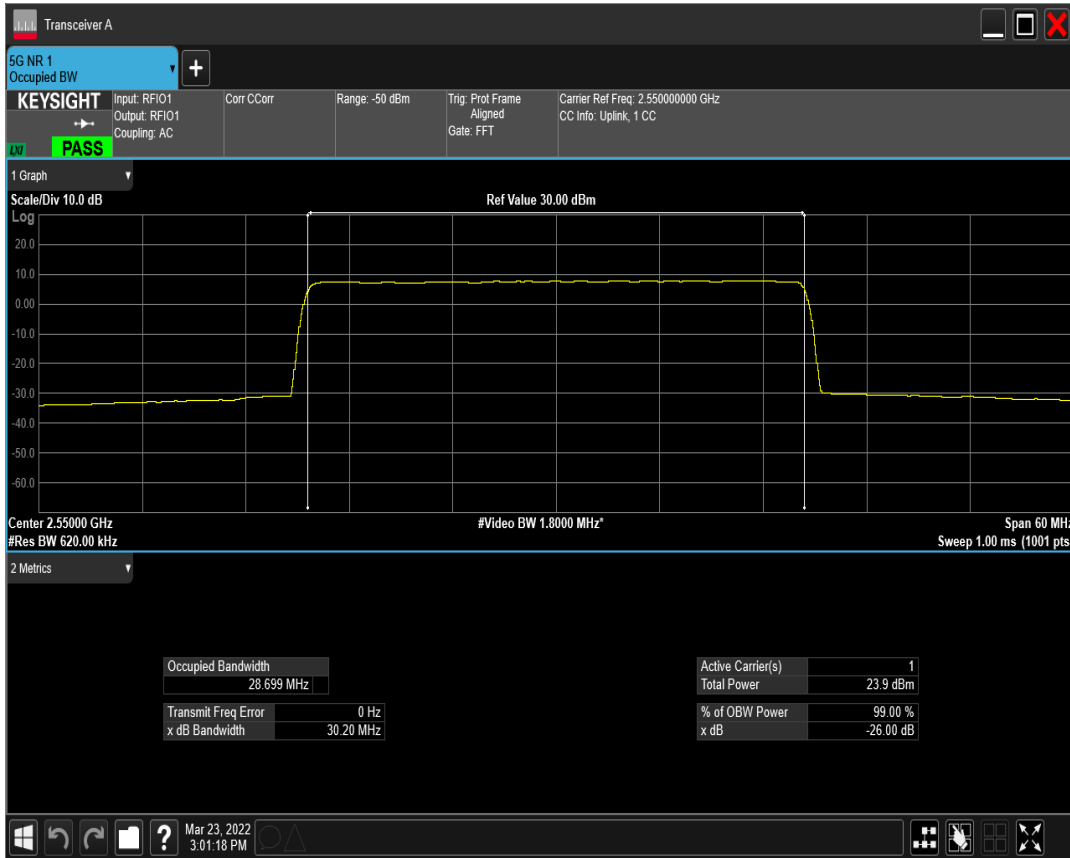 Transceiver A
5G NR 1
Occupied BW
KEYSIGHT
LXI
PASS
Input: RFIO1
Output: RFIO1
Coupling: AC
Corr CCorr
Range: -50 dBm
Trig: Prot Frame
Aligned
Gate: FFT
Carrier Ref Freq: 2.550000000 GHz
CC Info: Uplink, 1 CC
1 Graph
Scale/Div 10.0 dB
Ref Value 30.00 dBm
Log
20.0
10.0
0.00
-10.0
-20.0
-30.0
-40.0
-50.0
-60.0
Center 2.55000 GHz
#Video BW 1.8000 MHz*
Span 60 MHz
#Res BW 620.00 kHz
Sweep 1.00 ms (1001 pts
2 Metrics
Occupied Bandwidth
28.699 MHz
Transmit Freq Error 0 Hz
x dB Bandwidth 30.20 MHz
Active Carrier(s) 1
Total Power 23.9 dBm
% of OBW Power 99.00 %
x dB -26.00 dB
Mar 23, 2022
3:01:18 PM